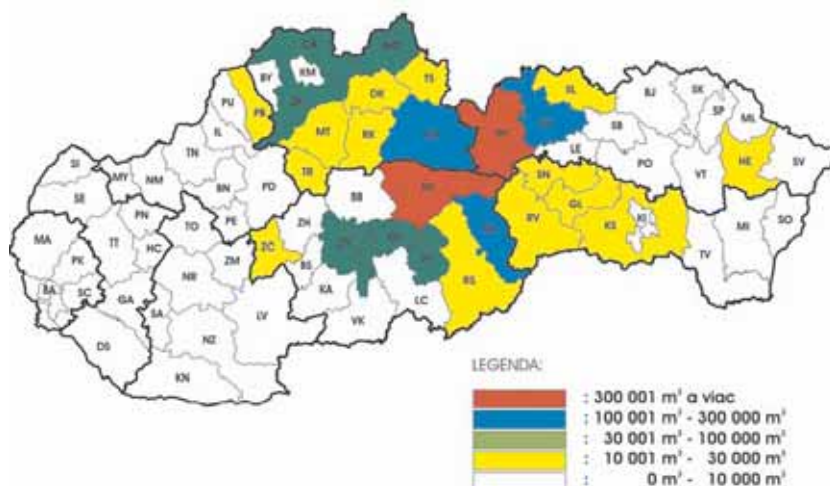 CA
BY
KM
PU
PB
IL
DK
TS
MT
RK
TR
SL
BJ
SK
SP
ML
SB
LE
PO
VT
HE
SV
SI
SE
MY
NM
TN
BN
PD
PE
BB
SN
GL
RV
KS
KI
MI
SO
TV
MA
PK
BA
SC
TT
PN
HC
GA
DS
TO
NR
ZM
SA
NZ
KN
LV
ZC
ZH
BS
KA
VK
LC
RS
LEGENDA:
: 300 001 m³ a viac
: 100 001 m³ - 300 000 m³
: 30 001 m³ - 100 000 m³
: 10 001 m³ - 30 000 m³
: 0 m³ - 10 000 m³